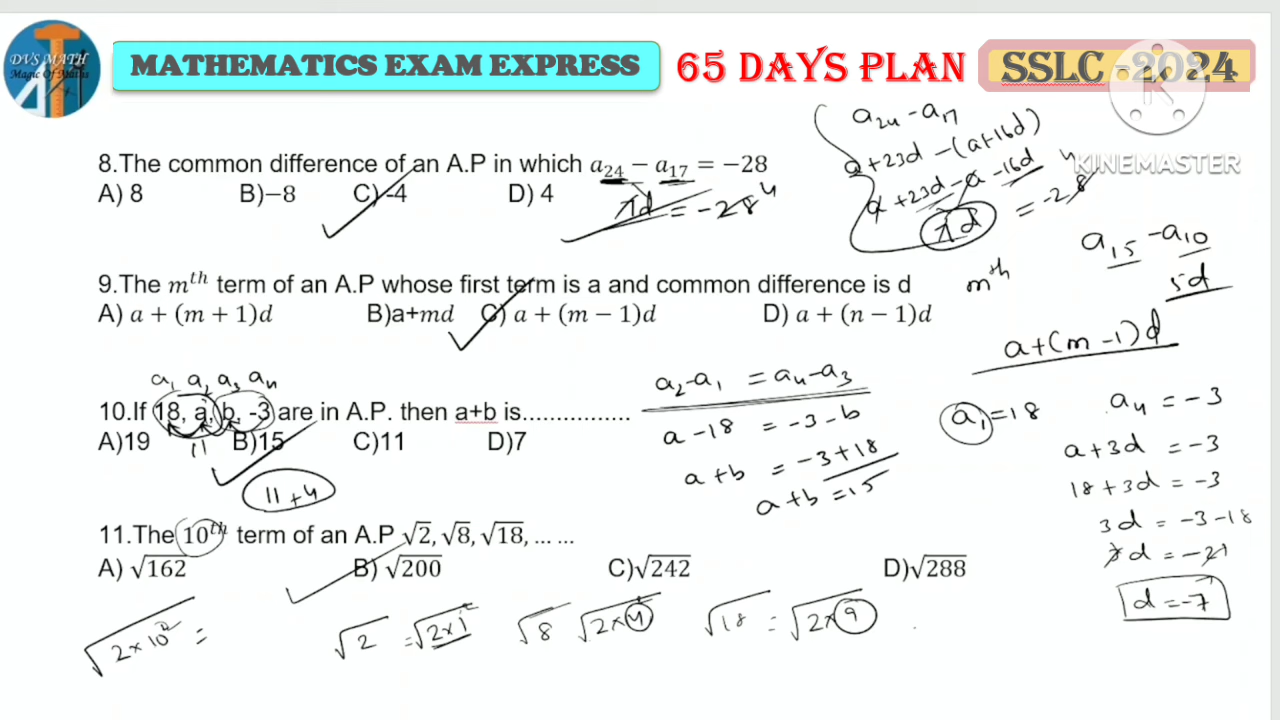 DVS MATH
Magic Of Maths
MATHEMATICS EXAM EXPRESS
65 DAYS PLAN
SSLC -2024
KINEMASTER
8.The common difference of an A.P in which a₂₄ − a₁₇ = −28
A) 8 B)−8 C) -4 D) 4
7d = -28 4
a₂₄ - a₁₇
a+23d -(a+16d)
a+23d-a-16d
7d = -28 4
a₁₅ -a₁₀
5d
9.The mᵗʰ term of an A.P whose first term is a and common difference is d
mᵗʰ
A) a + (m + 1)d B)a+md C) a + (m − 1)d D) a + (n − 1)d
a+(m-1)d
a₁ a₂ a₃ a₄
10.If 18, a, b, -3 are in A.P. then a+b is................
A)19 B)15 C)11 D)7
11
11+4
a₂-a₁ = a₄-a₃
a-18 = -3-b
a+b = -3+18
a+b=15
a₁=18
a₄ = -3
a+3d = -3
18+3d = -3
3d = -3-18
3d = -21
d=-7
11.The 10ᵗʰ term of an A.P √2, √8, √18, ... ...
A) √162 B) √200 C)√242 D)√288
√2×10² =
√2 = √2×1²
√8 √2×4
√18 = √2×9